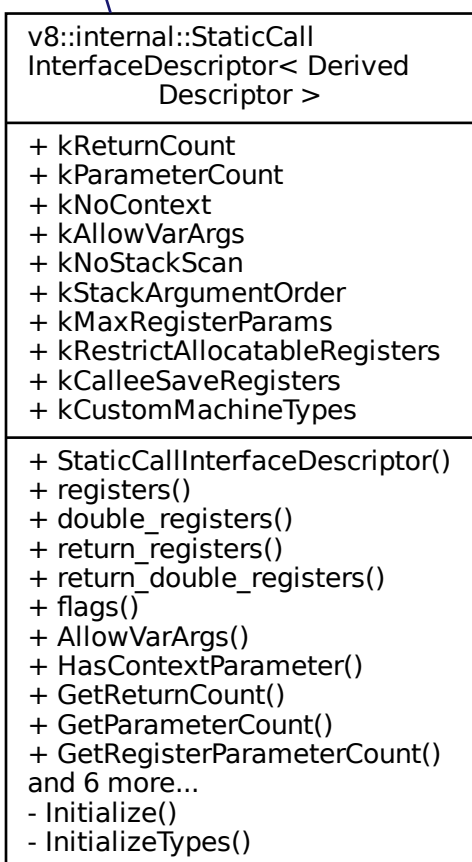 v8::internal::StaticCall
InterfaceDescriptor< Derived
Descriptor >
+ kReturnCount
+ kParameterCount
+ kNoContext
+ kAllowVarArgs
+ kNoStackScan
+ kStackArgumentOrder
+ kMaxRegisterParams
+ kRestrictAllocatableRegisters
+ kCalleeSaveRegisters
+ kCustomMachineTypes
+ StaticCallInterfaceDescriptor()
+ registers()
+ double_registers()
+ return_registers()
+ return_double_registers()
+ flags()
+ AllowVarArgs()
+ HasContextParameter()
+ GetReturnCount()
+ GetParameterCount()
+ GetRegisterParameterCount()
and 6 more...
- Initialize()
- InitializeTypes()